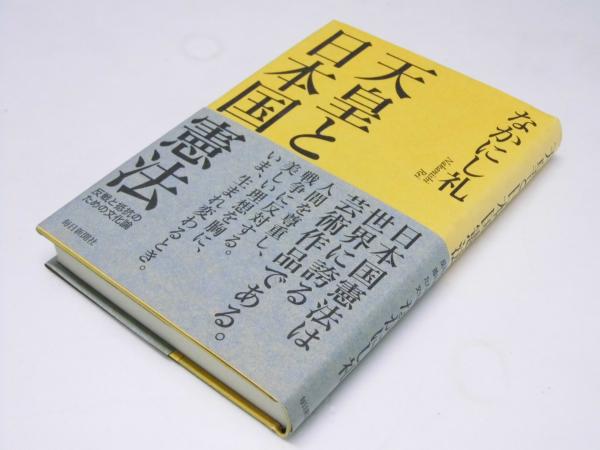 なかにし礼
Nakanishi Rei
天皇と
日本国
憲法
反戦と抵抗の
ための文化論
毎日新聞社
日本国憲法は
世界に誇る
芸術作品である。
人間を尊重し、
戦争に反対する。
美しい理想を胸に、
いま、生まれ変わるとき。